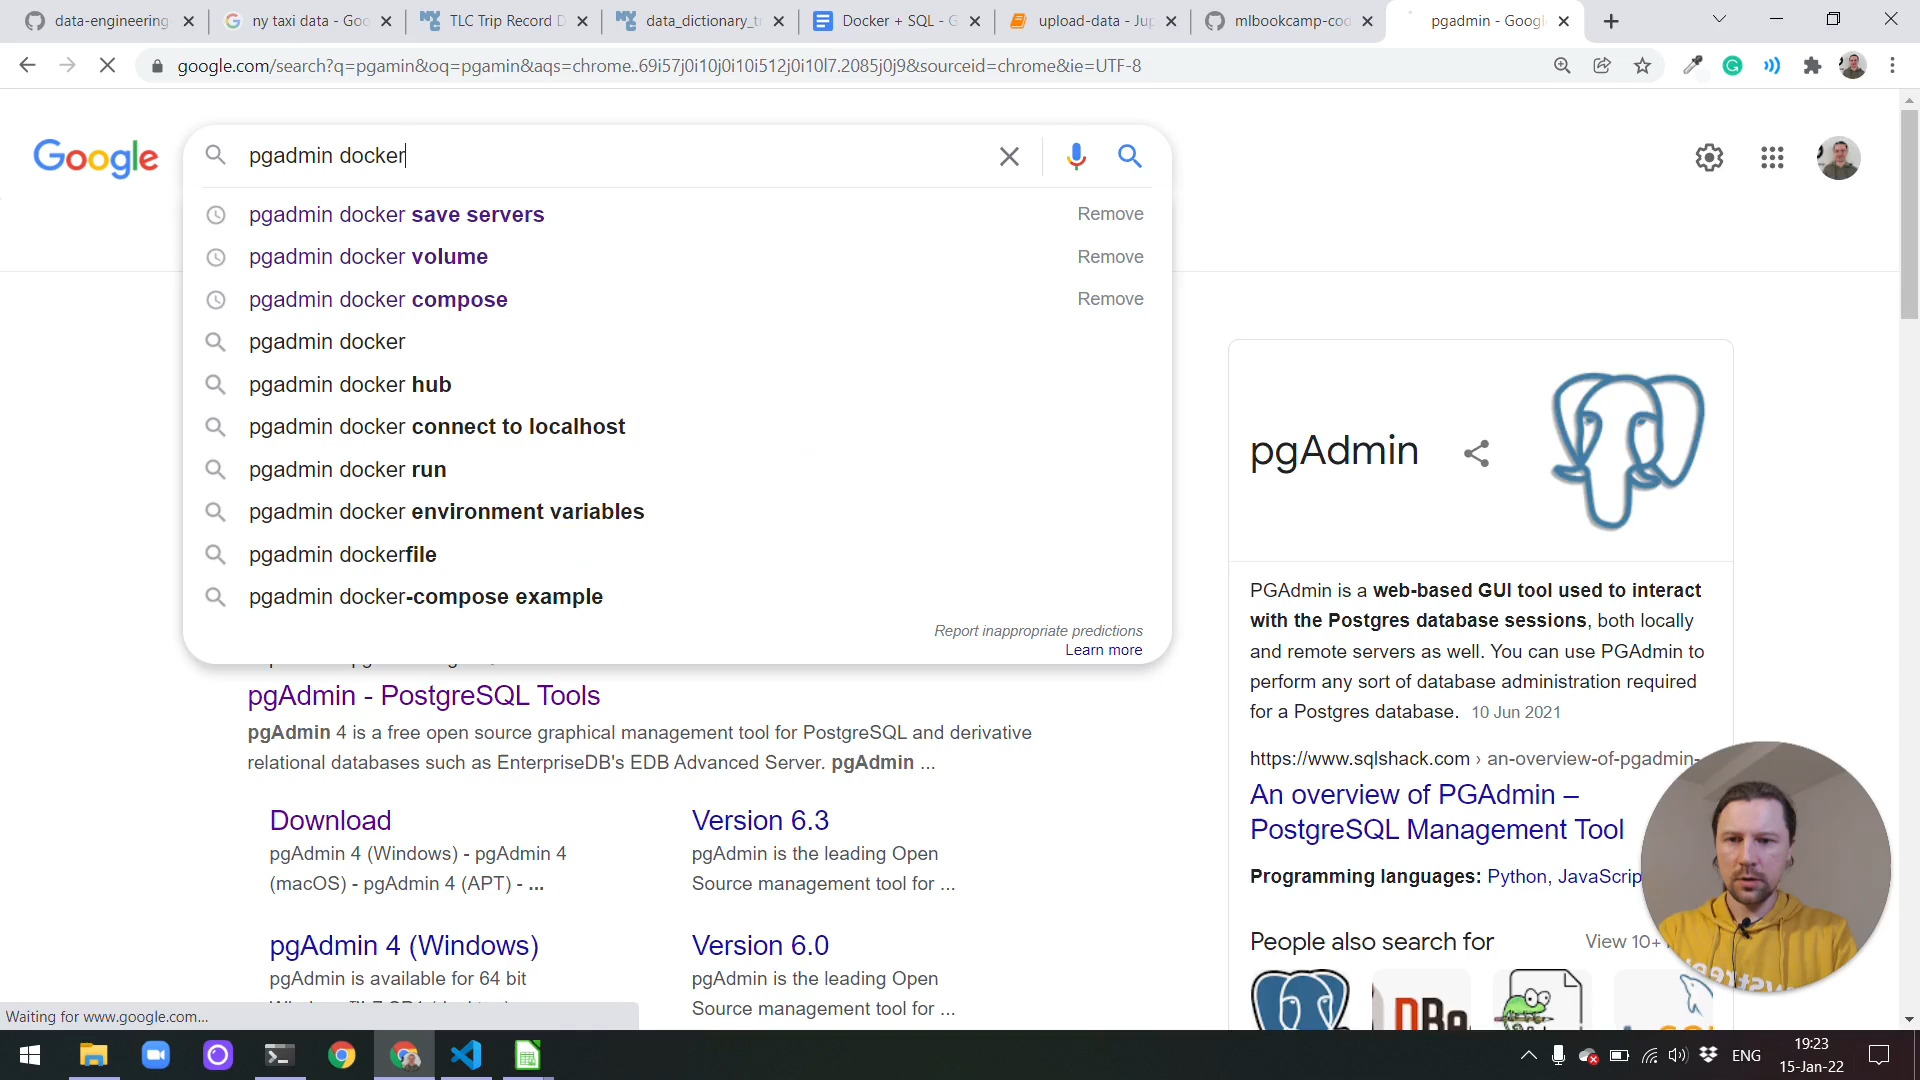 data-engineering-
ny taxi data - Goo
TLC Trip Record D
data_dictionary_tr
Docker + SQL - G
upload-data - Jup
mlbookcamp-cod
pgadmin - Google
google.com/search?q=pgamin&oq=pgamin&aqs=chrome..69i57j0i10j0i10i512j0i10l7.2085j0j9&sourceid=chrome&ie=UTF-8
Google
pgadmin docker
pgadmin docker save servers
Remove
pgadmin docker volume
Remove
pgadmin docker compose
Remove
pgadmin docker
pgadmin docker hub
pgadmin docker connect to localhost
pgadmin docker run
pgadmin docker environment variables
pgadmin dockerfile
pgadmin docker-compose example
Report inappropriate predictions
Learn more
pgAdmin - PostgreSQL Tools
pgAdmin 4 is a free open source graphical management tool for PostgreSQL and derivative
relational databases such as EnterpriseDB's EDB Advanced Server. pgAdmin ...
Download
pgAdmin 4 (Windows) - pgAdmin 4
(macOS) - pgAdmin 4 (APT) - ...
Version 6.3
pgAdmin is the leading Open
Source management tool for ...
pgAdmin 4 (Windows)
pgAdmin is available for 64 bit
Version 6.0
pgAdmin is the leading Open
Source management tool for ...
pgAdmin
PGAdmin is a web-based GUI tool used to interact
with the Postgres database sessions, both locally
and remote servers as well. You can use PGAdmin to
perform any sort of database administration required
for a Postgres database. 10 Jun 2021
https://www.sqlshack.com › an-overview-of-pgadmin-
An overview of PGAdmin –
PostgreSQL Management Tool
Programming languages: Python, JavaScrip
People also search for
View 10+
DBa
Waiting for www.google.com...
ENG
19:23
15-Jan-22